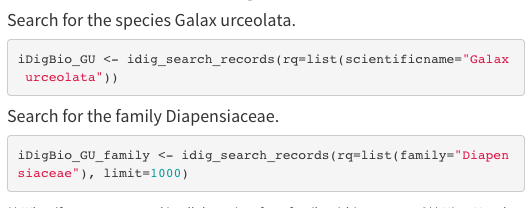 Search for the species Galax urceolata.
iDigBio_GU <- idig_search_records(rq=list(scientificname="Galax
urceolata"))
Search for the family Diapensiaceae.
iDigBio_GU_family <- idig_search_records(rq=list(family="Diapen
siaceae"), limit=1000)